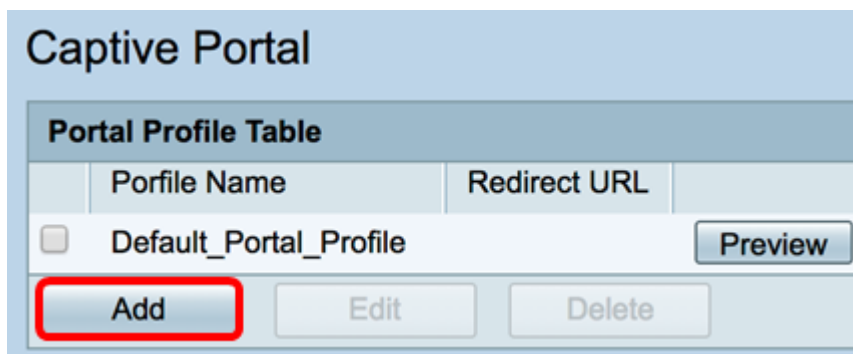 Captive Portal
Portal Profile Table
Porfile Name Redirect URL
Default_Portal_Profile Preview
Add Edit Delete